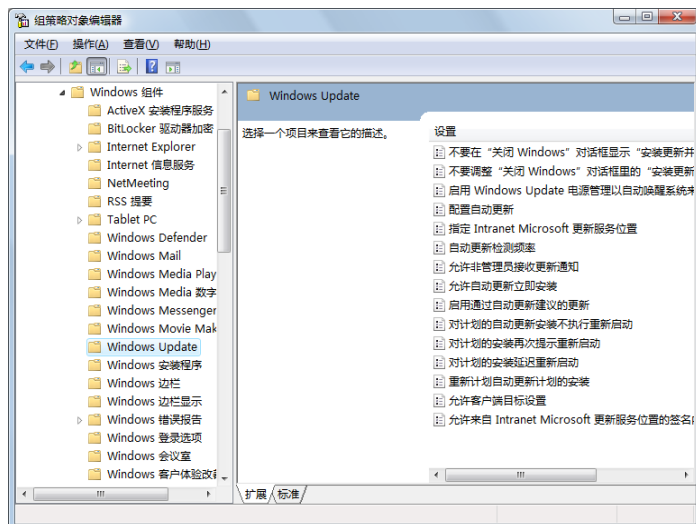 组策略对象编辑器
文件(F) 操作(A) 查看(V) 帮助(H)
Windows 组件
ActiveX 安装程序服务
BitLocker 驱动器加密
Internet Explorer
Internet 信息服务
NetMeeting
RSS 提要
Tablet PC
Windows Defender
Windows Mail
Windows Media Play
Windows Media 数字
Windows Messenger
Windows Movie Mak
Windows Update
Windows 安装程序
Windows 边栏
Windows 边栏显示
Windows 错误报告
Windows 登录选项
Windows 会议室
Windows 客户体验改善
Windows Update
选择一个项目来查看它的描述。
设置
不要在“关闭 Windows”对话框显示“安装更新并
不要调整“关闭 Windows”对话框里的“安装更新
启用 Windows Update 电源管理以自动唤醒系统来
配置自动更新
指定 Intranet Microsoft 更新服务位置
自动更新检测频率
允许非管理员接收更新通知
允许自动更新立即安装
启用通过自动更新建议的更新
对计划的自动更新安装不执行重新启动
对计划的安装再次提示重新启动
对计划的安装延迟重新启动
重新计划自动更新计划的安装
允许客户端目标设置
允许来自 Intranet Microsoft 更新服务位置的签名内
扩展 标准